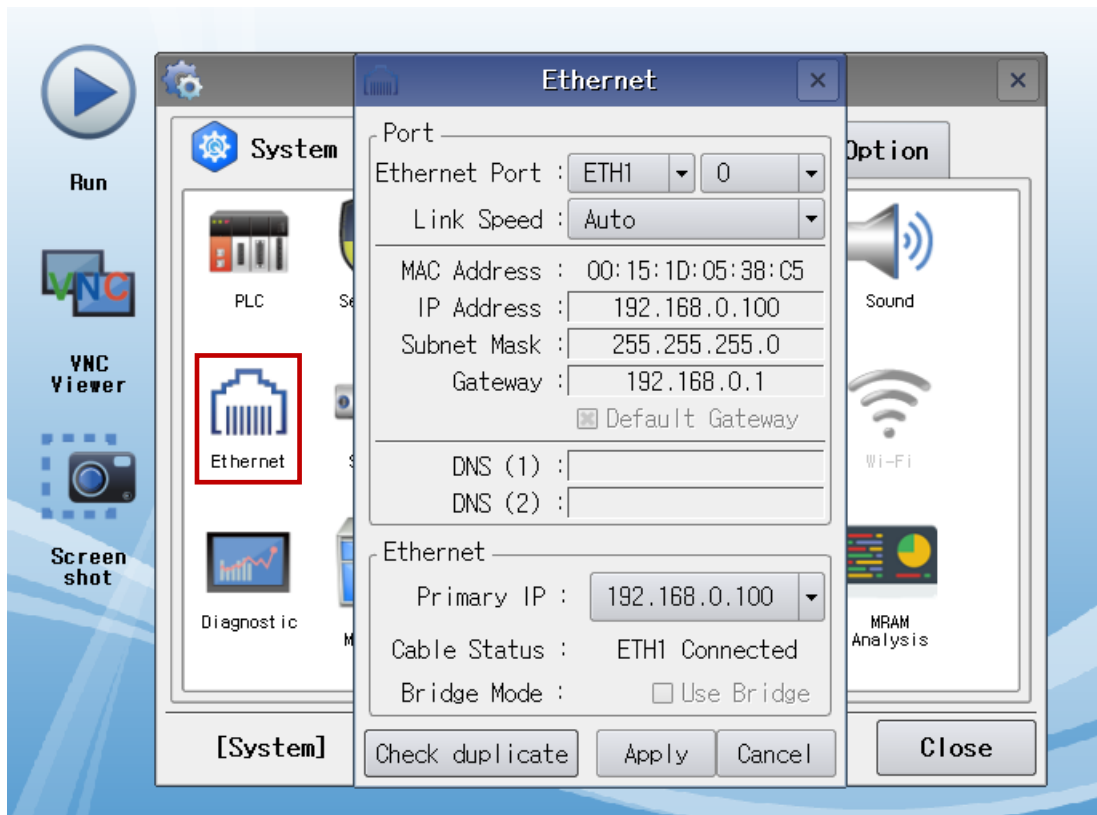 Run
VNC
VNC
Viewer
Screen
shot
System
Option
PLC
Se
Sound
Ethernet
S
Wi-Fi
Diagnostic
M
MRAM
Analysis
[System]
Close
Ethernet
Port
Ethernet Port : ETH1 0
Link Speed : Auto
MAC Address : 00:15:1D:05:38:C5
IP Address : 192.168.0.100
Subnet Mask : 255.255.255.0
Gateway : 192.168.0.1
Default Gateway
DNS (1) :
DNS (2) :
Ethernet
Primary IP : 192.168.0.100
Cable Status : ETH1 Connected
Bridge Mode : Use Bridge
Check duplicate Apply Cancel